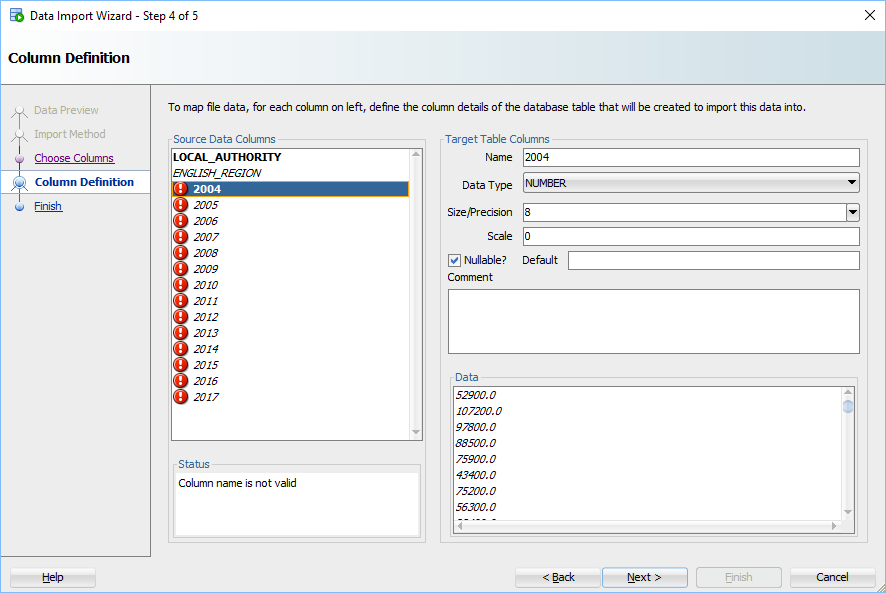 Data Import Wizard - Step 4 of 5
Column Definition
Data Preview
Import Method
Choose Columns
Column Definition
Finish
To map file data, for each column on left, define the column details of the database table that will be created to import this data into.
Source Data Columns
LOCAL_AUTHORITY
ENGLISH_REGION
2004
2005
2006
2007
2008
2009
2010
2011
2012
2013
2014
2015
2016
2017
Status
Column name is not valid
Target Table Columns
Name 2004
Data Type NUMBER
Size/Precision 8
Scale 0
Nullable? Default
Comment
Data
52900.0
107200.0
97800.0
88500.0
75900.0
43400.0
75200.0
56300.0
Help
< Back
Next >
Finish
Cancel